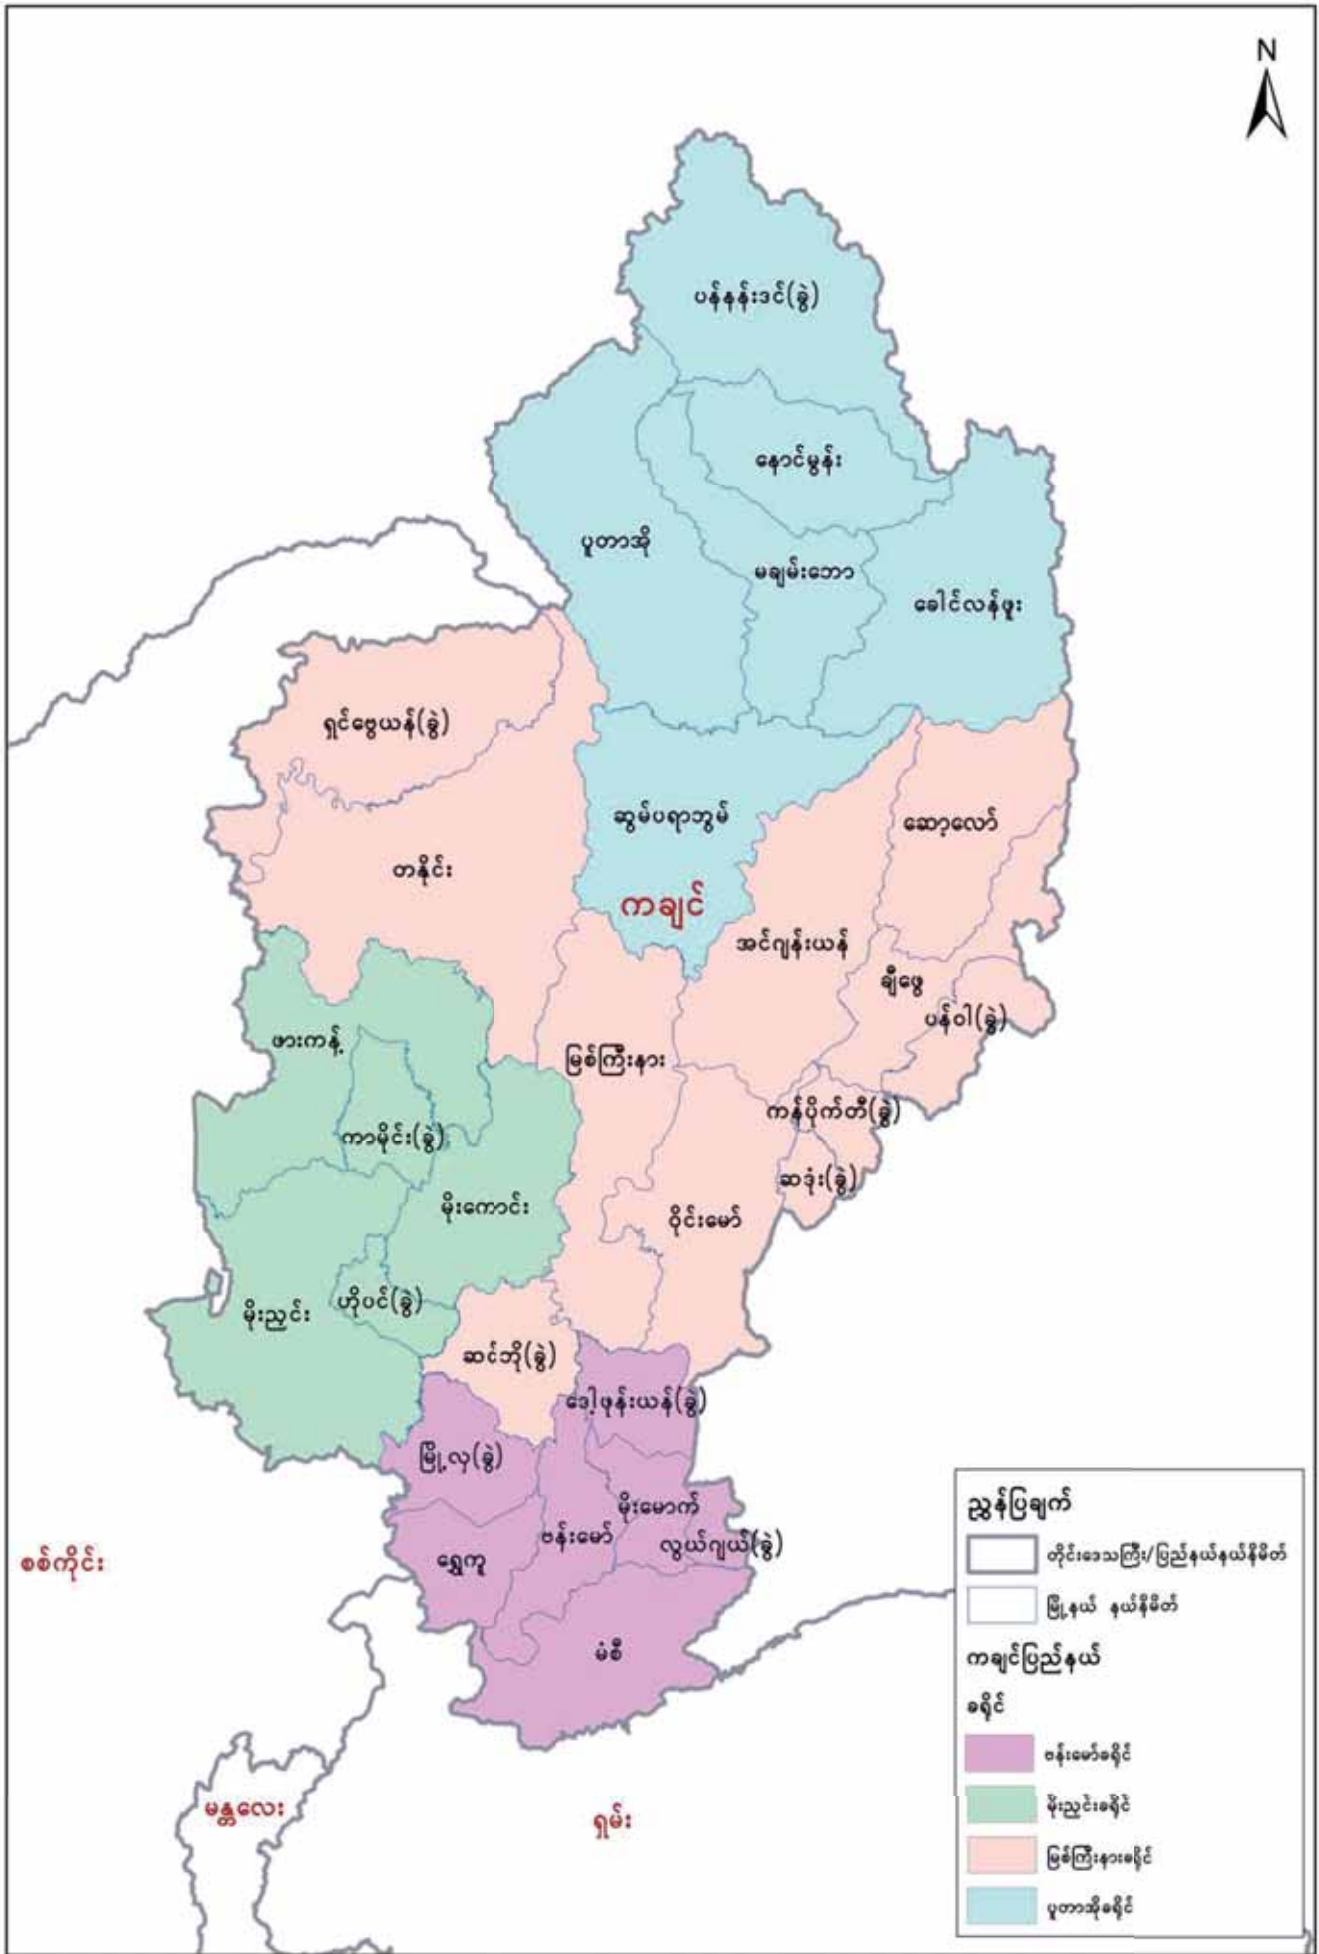 N
ပန်နန်းဒင်(ခွဲ)
နောင်မွန်း
ပူတာအို
မချမ်းဘော
ခေါင်လန်ဖူး
ရှင်ဗွေယန်(ခွဲ)
ဆွမ်ပရာဘွမ်
ဆော့လော်
တနိုင်း
ကချင်
အင်ဂျန်းယန်
ချီဖွေ
ပန်ဝါ(ခွဲ)
ဖားကန့်
မြစ်ကြီးနား
ကန်ပိုက်တီ(ခွဲ)
ကာမိုင်း(ခွဲ)
ဆဒုံး(ခွဲ)
မိုးကောင်း
ဝိုင်းမော်
ဟိုပင်(ခွဲ)
မိုးညှင်း
ဆင်ဘို(ခွဲ)
ဒေါ့ဖုန်းယန်(ခွဲ)
မြို့လှ(ခွဲ)
မိုးမောက်
ဗန်းမော်
လွယ်ဂျယ်(ခွဲ)
ရွှေကူ
စစ်ကိုင်း
မံစီ
မန္တလေး
ရှမ်း
ညွှန်ပြချက်
တိုင်းဒေသကြီး/ပြည်နယ်နယ်နိမိတ်
မြို့နယ် နယ်နိမိတ်
ကချင်ပြည်နယ်
ခရိုင်
ဗန်းမော်ခရိုင်
မိုးညှင်းခရိုင်
မြစ်ကြီးနားခရိုင်
ပူတာအိုခရိုင်